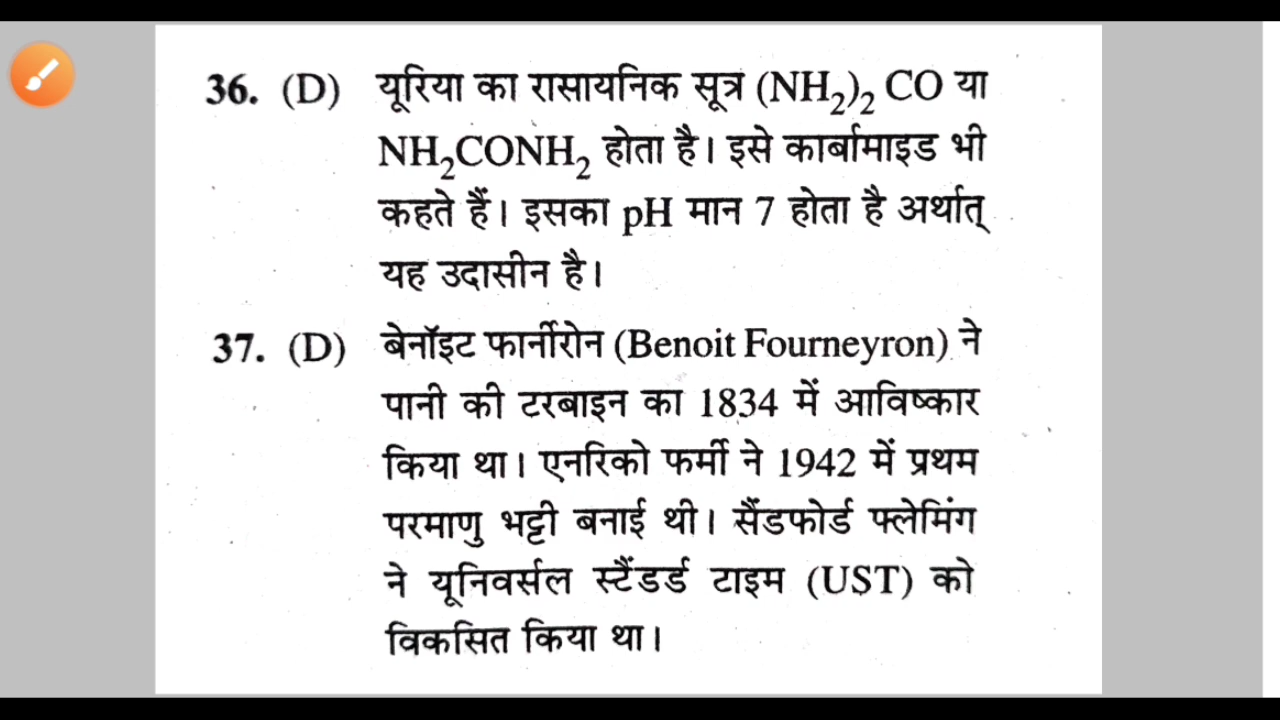 36. (D) यूरिया का रासायनिक सूत्र (NH₂)₂ CO या
NH₂CONH₂ होता है। इसे कार्बामाइड भी
कहते हैं। इसका pH मान 7 होता है अर्थात्
यह उदासीन है।
37. (D) बेनॉइट फार्नीरोन (Benoit Fourneyron) ने
पानी की टरबाइन का 1834 में आविष्कार
किया था। एनरिको फर्मी ने 1942 में प्रथम
परमाणु भट्टी बनाई थी। सैंडफोर्ड फ्लेमिंग
ने यूनिवर्सल स्टैंडर्ड टाइम (UST) को
विकसित किया था।